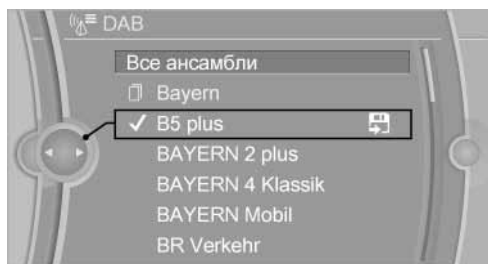 DAB
Все ансамбли
Bayern
B5 plus
BAYERN 2 plus
BAYERN 4 Klassik
BAYERN Mobil
BR Verkehr